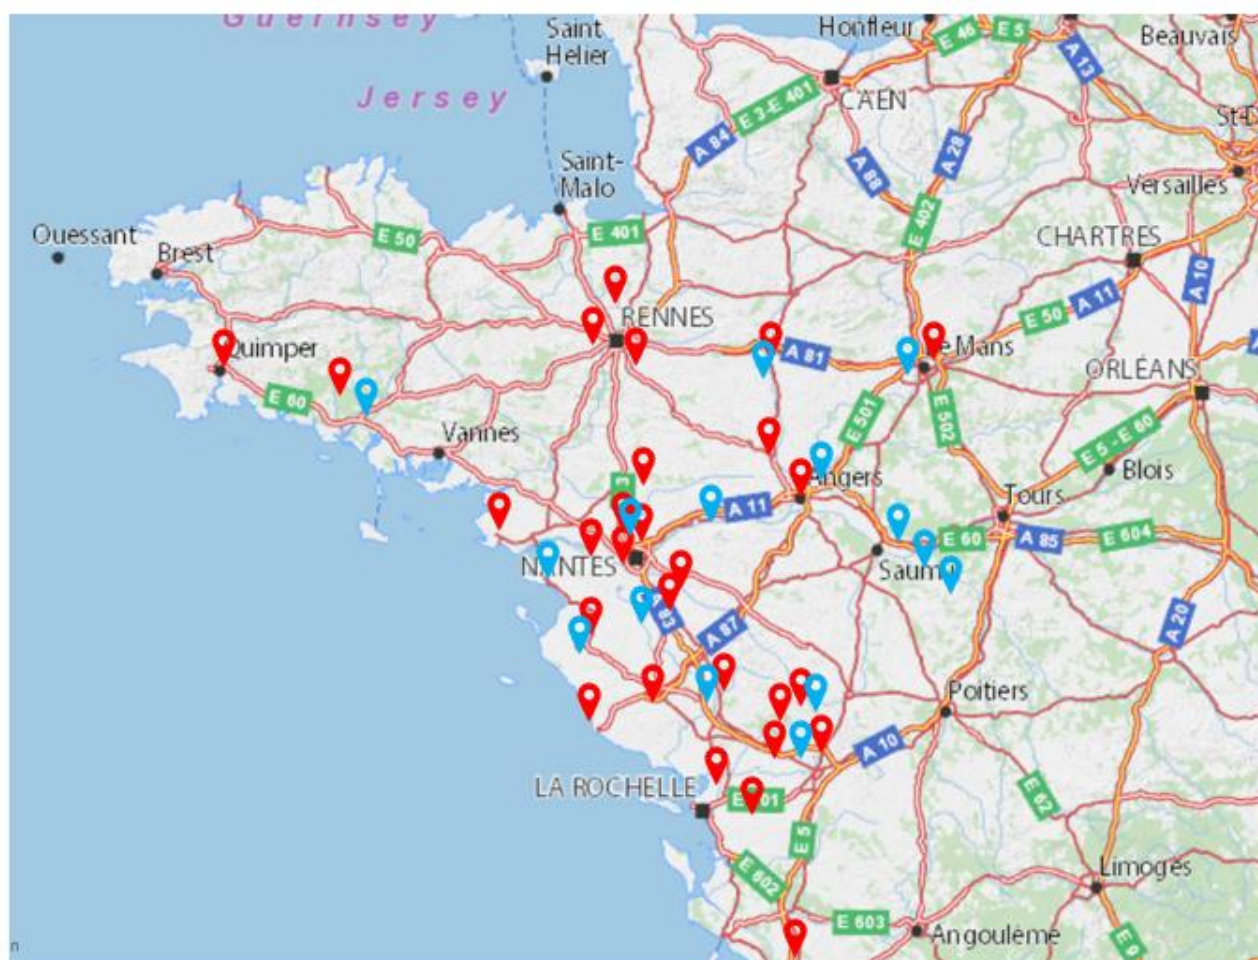 Guernsey
Saint
Helier
Honfleur
E 46
E 5
A 13
Beauvais
Jersey
CAEN
E 3-E 401
A 84
A 88
A 28
Saint-
Malo
Versailles
E 402
Ouessant
Brest
E 50
E 401
CHARTRES
A 10
RENNES
E 50
A 11
Quimper
A 81
Le Mans
ORLÉANS
E 60
E 501
E 502
E 5 - E 60
Vannes
Blois
Angers
A 11
Tours
E 60
A 85
E 604
NANTES
Saumur
A 83
A 87
A 20
Poitiers
A 10
LA ROCHELLE
E 601
E 5
E 62
E 602
Limoges
E 603
Angoulême
E 9
n